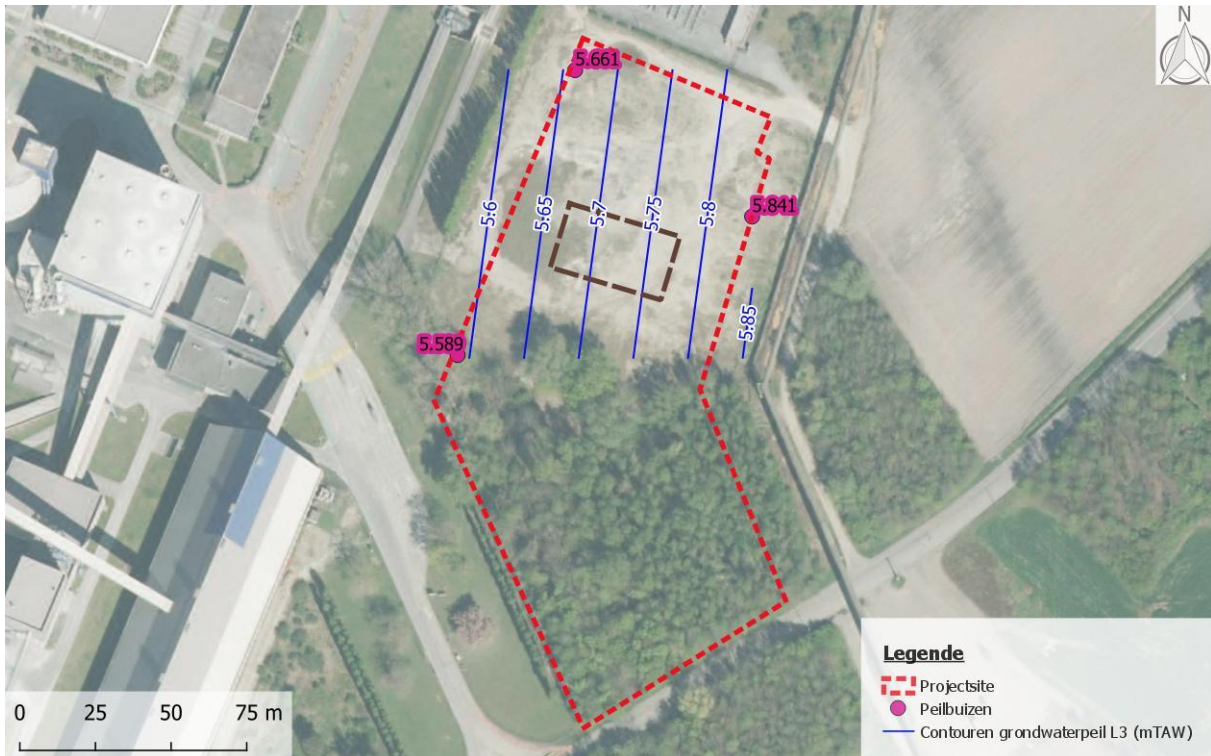 N
5.661
5.841
5.6
5.65
5.7
5.75
5.8
5.85
5.589
Legende
Projectsite
Peilbuizen
Contouren grondwaterpeil L3 (mTAW)
0 25 50 75 m